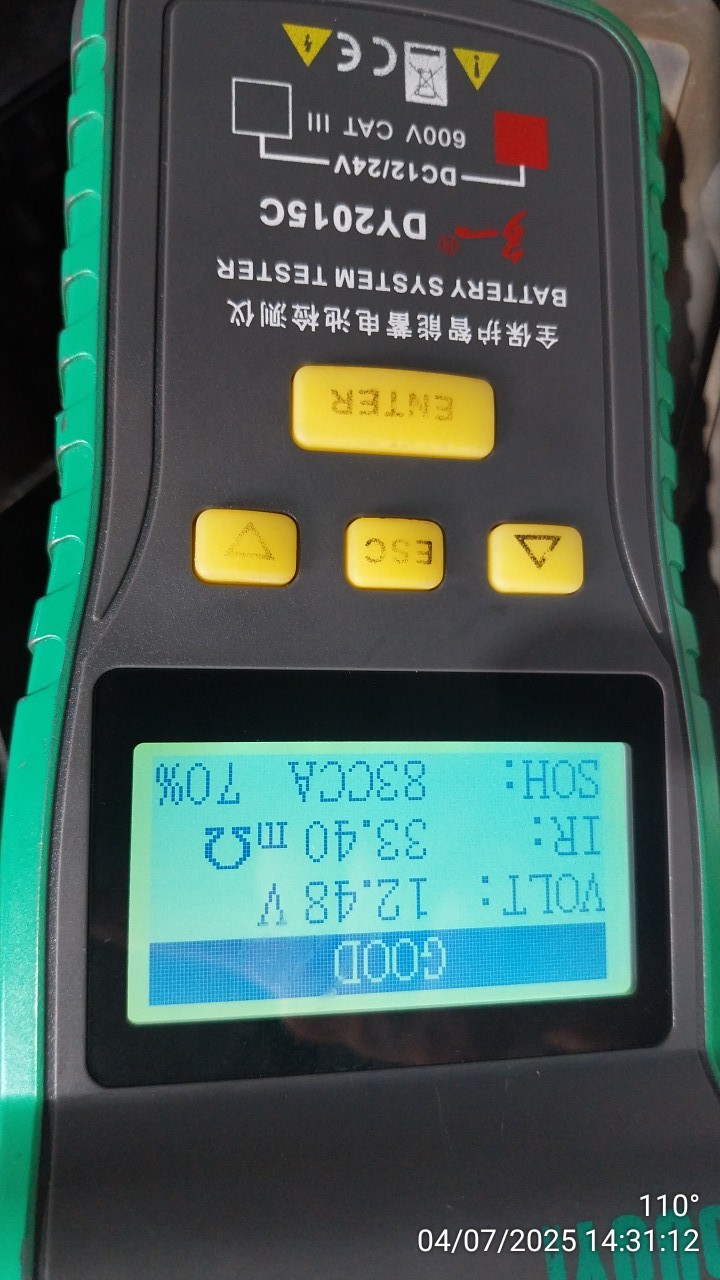 GOOD
VOLT: 12.48 V
IR: 33.40 mΩ
SOH: 83CCA 70%
ESC
ENTER
全保护智能蓄电池检测仪
BATTERY SYSTEM TESTER
® DY2015C
DC12/24V
600V CAT III
CE
110°
04/07/2025 14:31:12